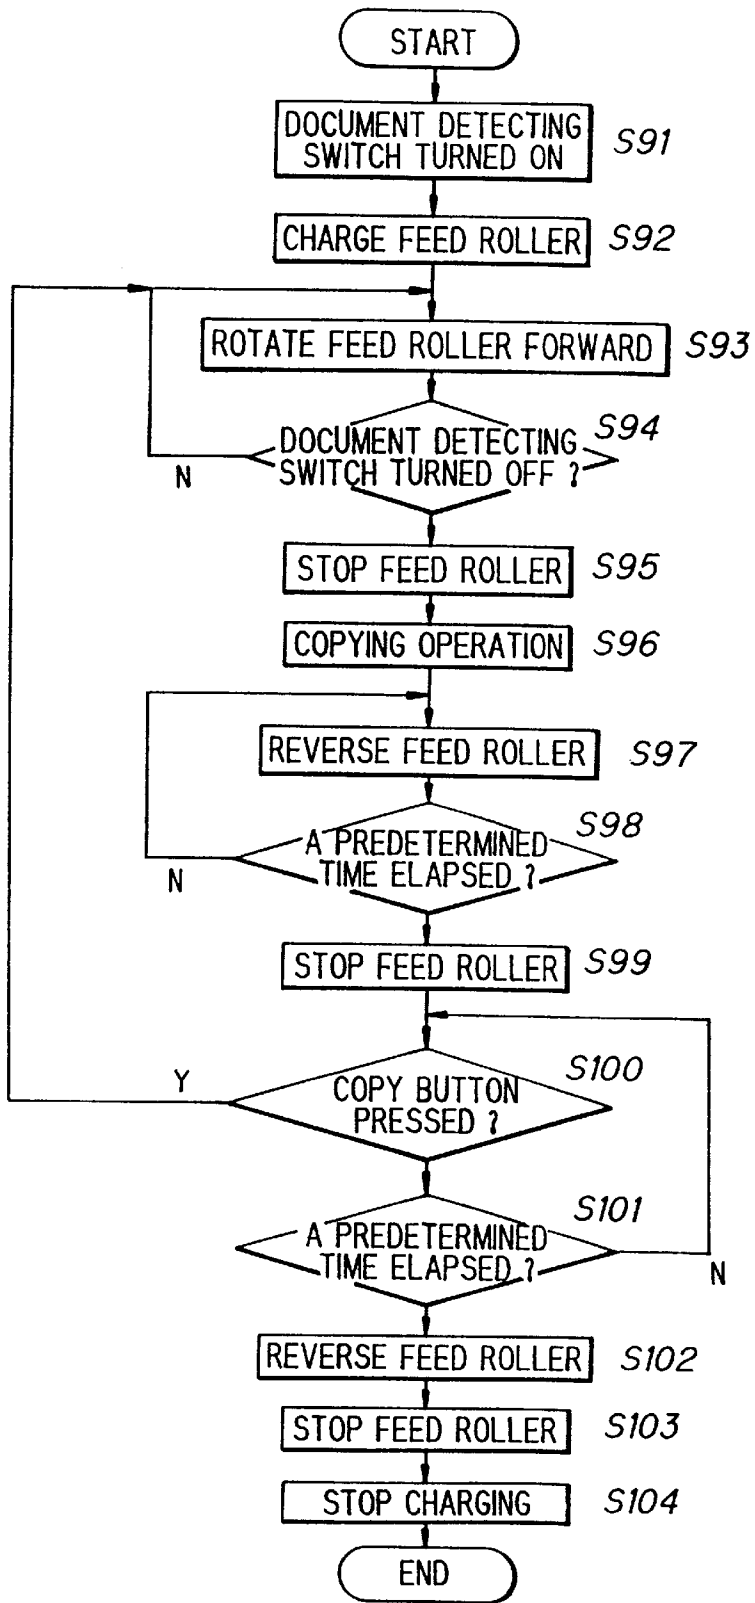 START
DOCUMENT DETECTING
SWITCH TURNED ON
S91
CHARGE FEED ROLLER
S92
ROTATE FEED ROLLER FORWARD
S93
DOCUMENT DETECTING
SWITCH TURNED OFF ?
S94
N
STOP FEED ROLLER
S95
COPYING OPERATION
S96
REVERSE FEED ROLLER
S97
A PREDETERMINED
TIME ELAPSED ?
S98
N
STOP FEED ROLLER
S99
COPY BUTTON
PRESSED ?
S100
Y
A PREDETERMINED
TIME ELAPSED ?
S101
N
REVERSE FEED ROLLER
S102
STOP FEED ROLLER
S103
STOP CHARGING
S104
END